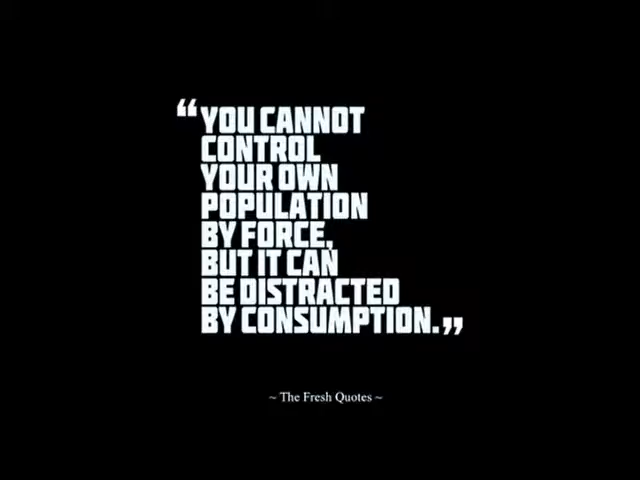 “YOU CANNOT
CONTROL
YOUR OWN
POPULATION
BY FORCE,
BUT IT CAN
BE DISTRACTED
BY CONSUMPTION.”
~ The Fresh Quotes ~